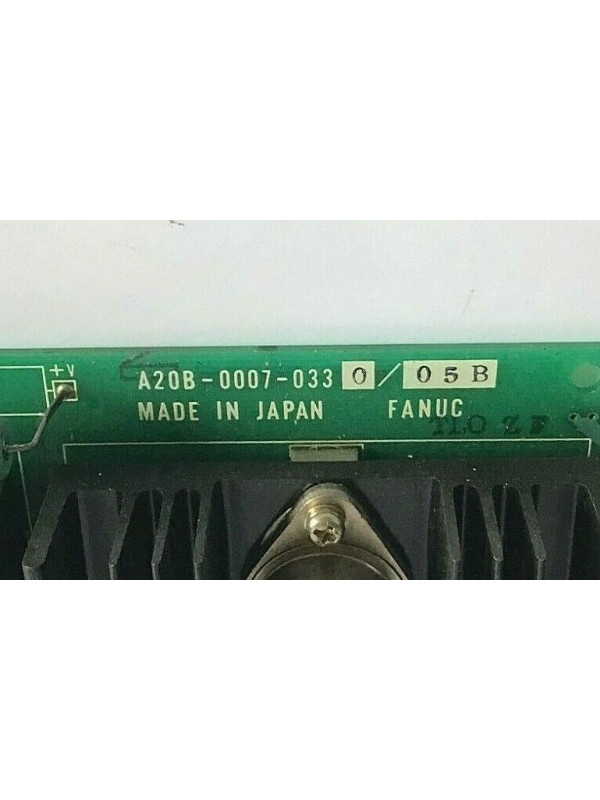 +V
A20B-0007-033 0/05B
MADE IN JAPAN FANUC